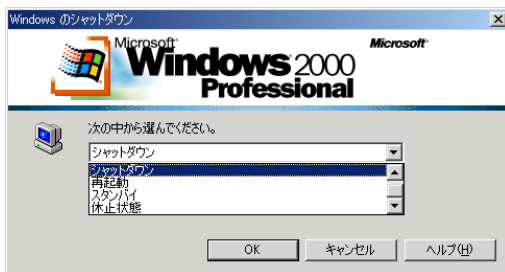 Windows のシャットダウン
Microsoft
Windows 2000
Professional
Microsoft
次の中から選んでください。
シャットダウン
シャットダウン
再起動
スタンバイ
休止状態
OK
キャンセル
ヘルプ(H)